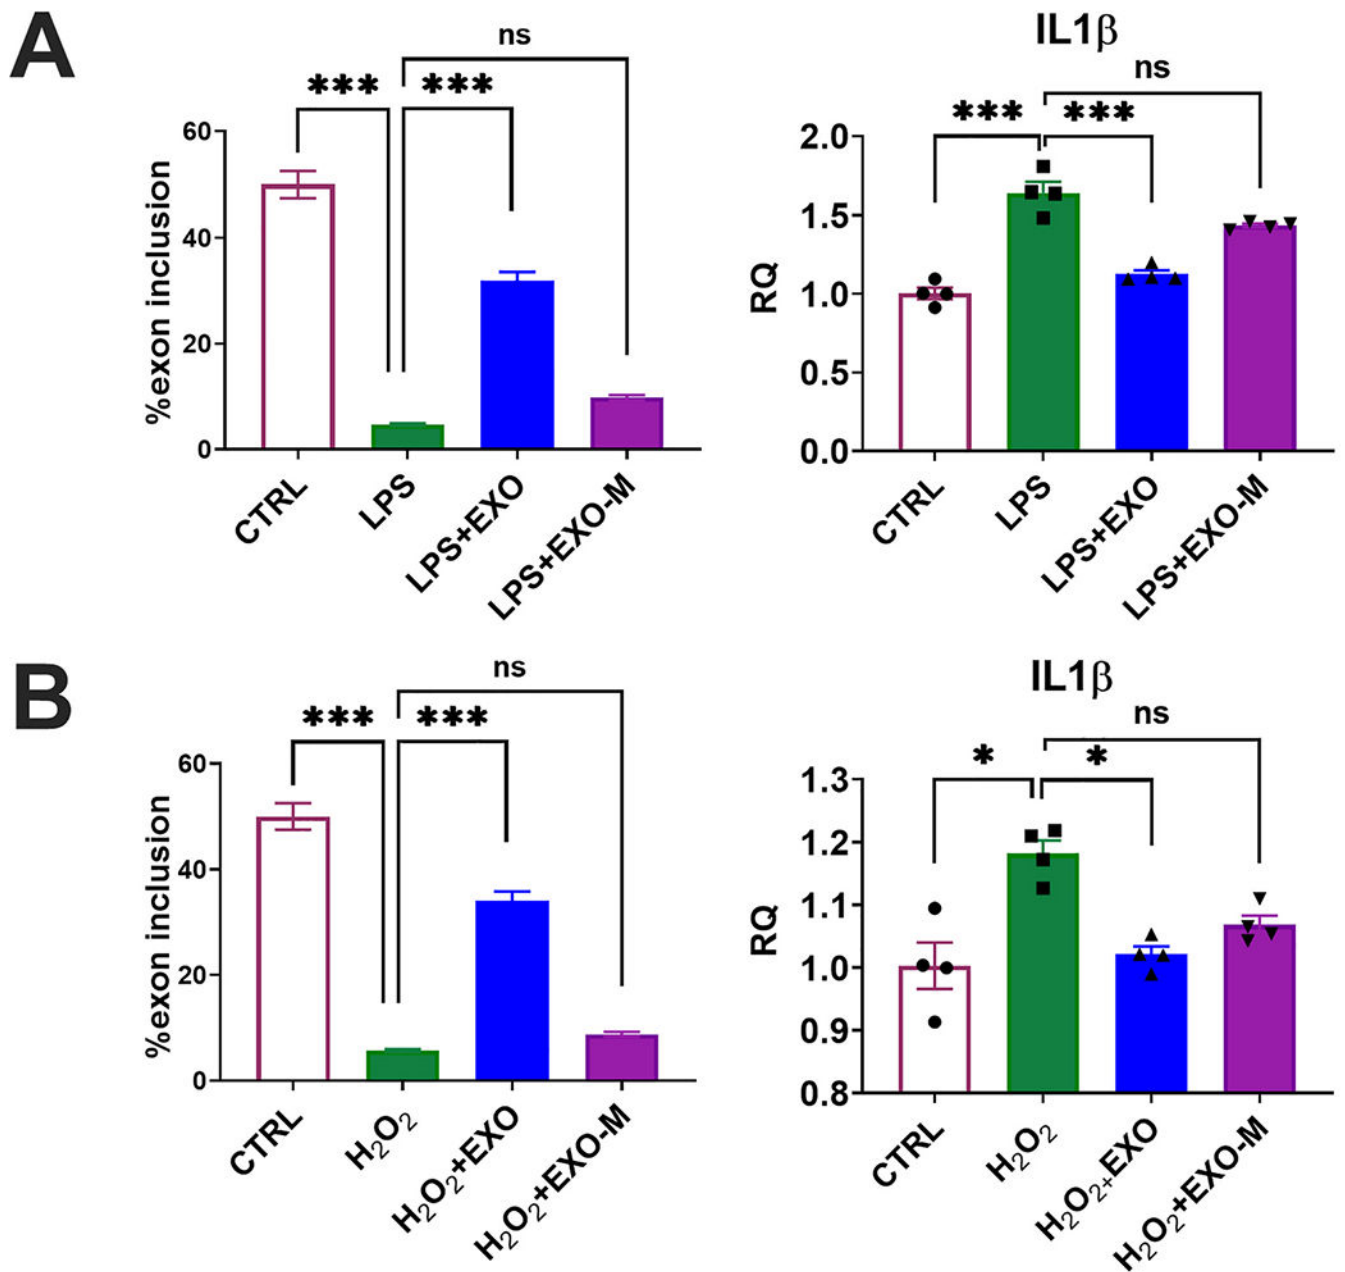 A
ns
*** ***
%exon inclusion
60
40
20
0
CTRL
LPS
LPS+EXO
LPS+EXO-M
IL1β
ns
*** ***
RQ
2.0
1.5
1.0
0.5
0.0
CTRL
LPS
LPS+EXO
LPS+EXO-M
B
ns
*** ***
%exon inclusion
60
40
20
0
CTRL
H₂O₂
H₂O₂+EXO
H₂O₂+EXO-M
IL1β
ns
* *
RQ
1.3
1.2
1.1
1.0
0.9
0.8
CTRL
H₂O₂
H₂O₂₊EXO
H₂O₂+EXO-M